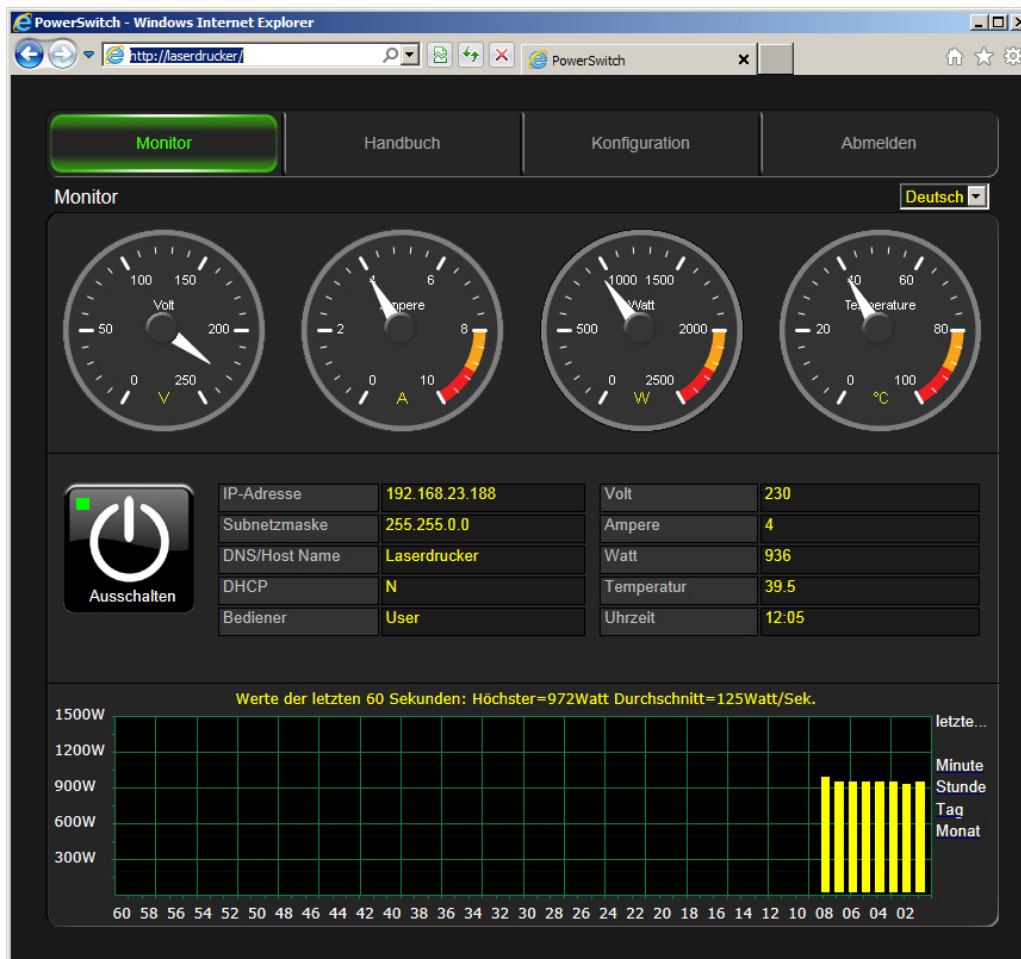 PowerSwitch - Windows Internet Explorer
http://laserdrucker/
PowerSwitch
Monitor Handbuch Konfiguration Abmelden
Monitor Deutsch
0 50 100 150 200 250 Volt V
0 2 4 6 8 10 Ampere A
0 500 1000 1500 2000 2500 Watt W
0 20 40 60 80 100 Temperature °C
Ausschalten
IP-Adresse 192.168.23.188 Volt 230
Subnetzmaske 255.255.0.0 Ampere 4
DNS/Host Name Laserdrucker Watt 936
DHCP N Temperatur 39.5
Bediener User Uhrzeit 12:05
Werte der letzten 60 Sekunden: Höchster=972Watt Durchschnitt=125Watt/Sek.
1500W
1200W
900W
600W
300W
letzte...
Minute
Stunde
Tag
Monat
60 58 56 54 52 50 48 46 44 42 40 38 36 34 32 30 28 26 24 22 20 18 16 14 12 10 08 06 04 02